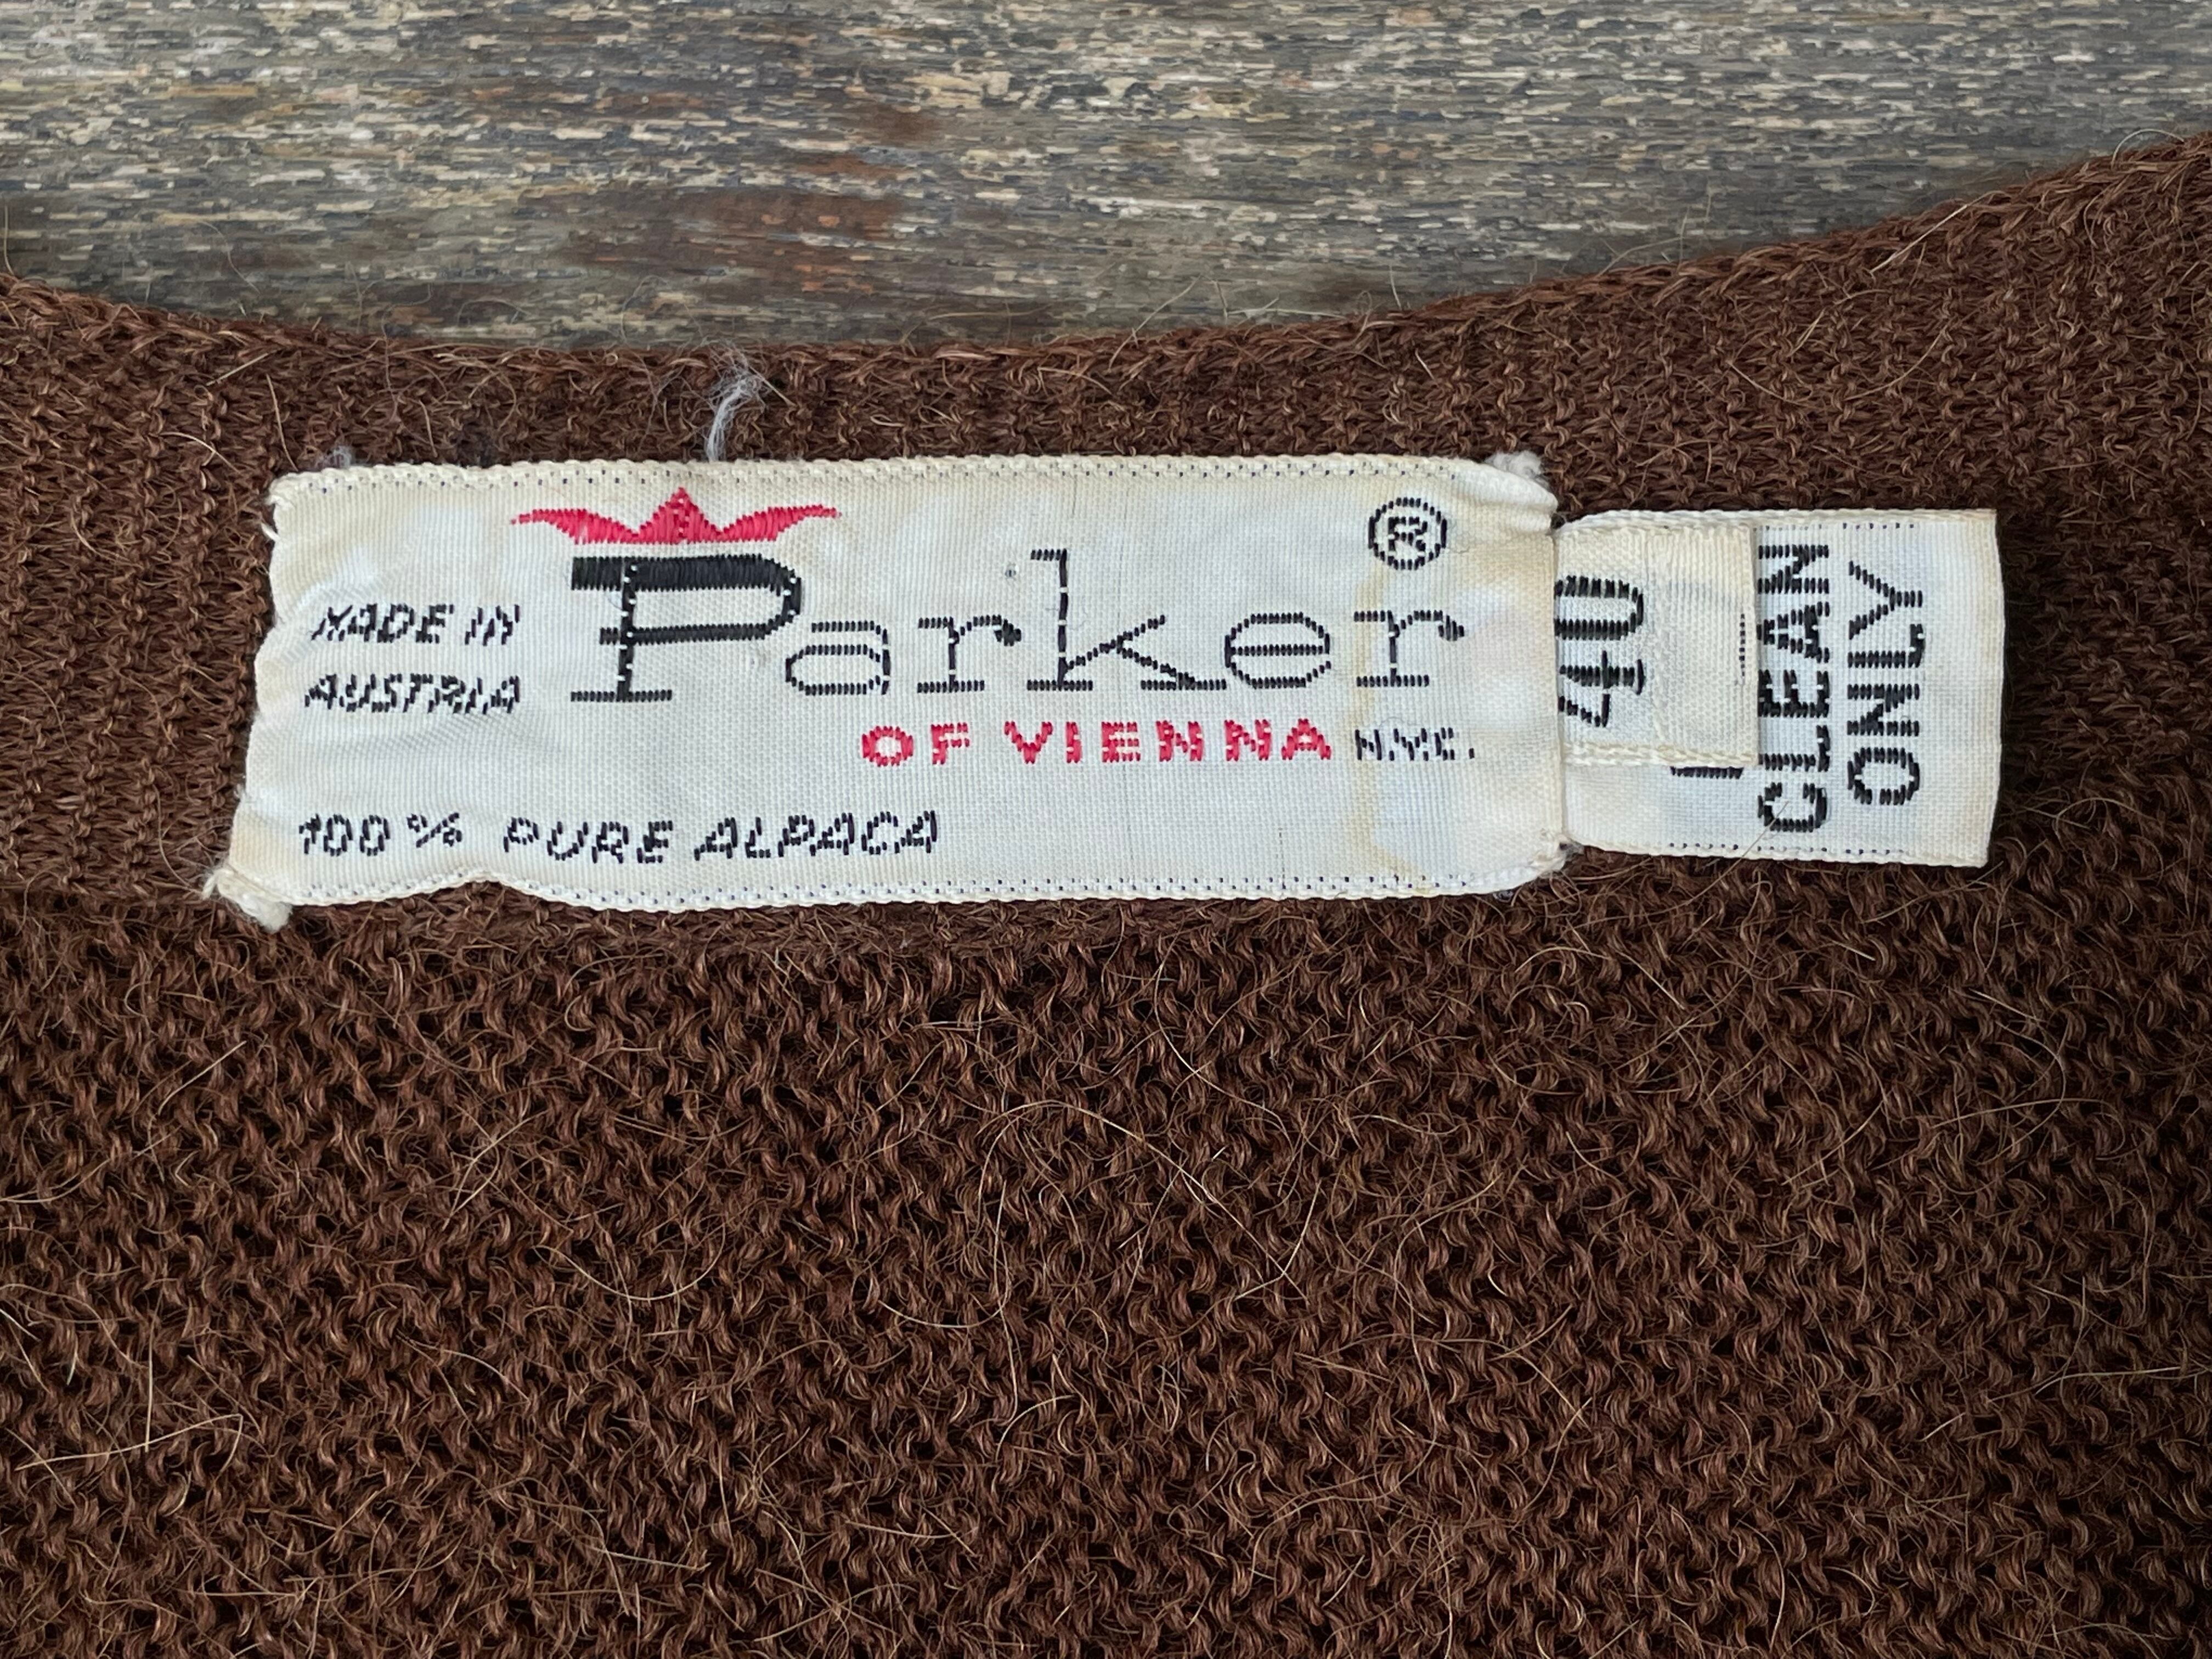 MADE IN
AUSTRIA
Parker®
OF VIENNA N.Y.C.
100% PURE ALPACA
40
CLEAN
ONLY